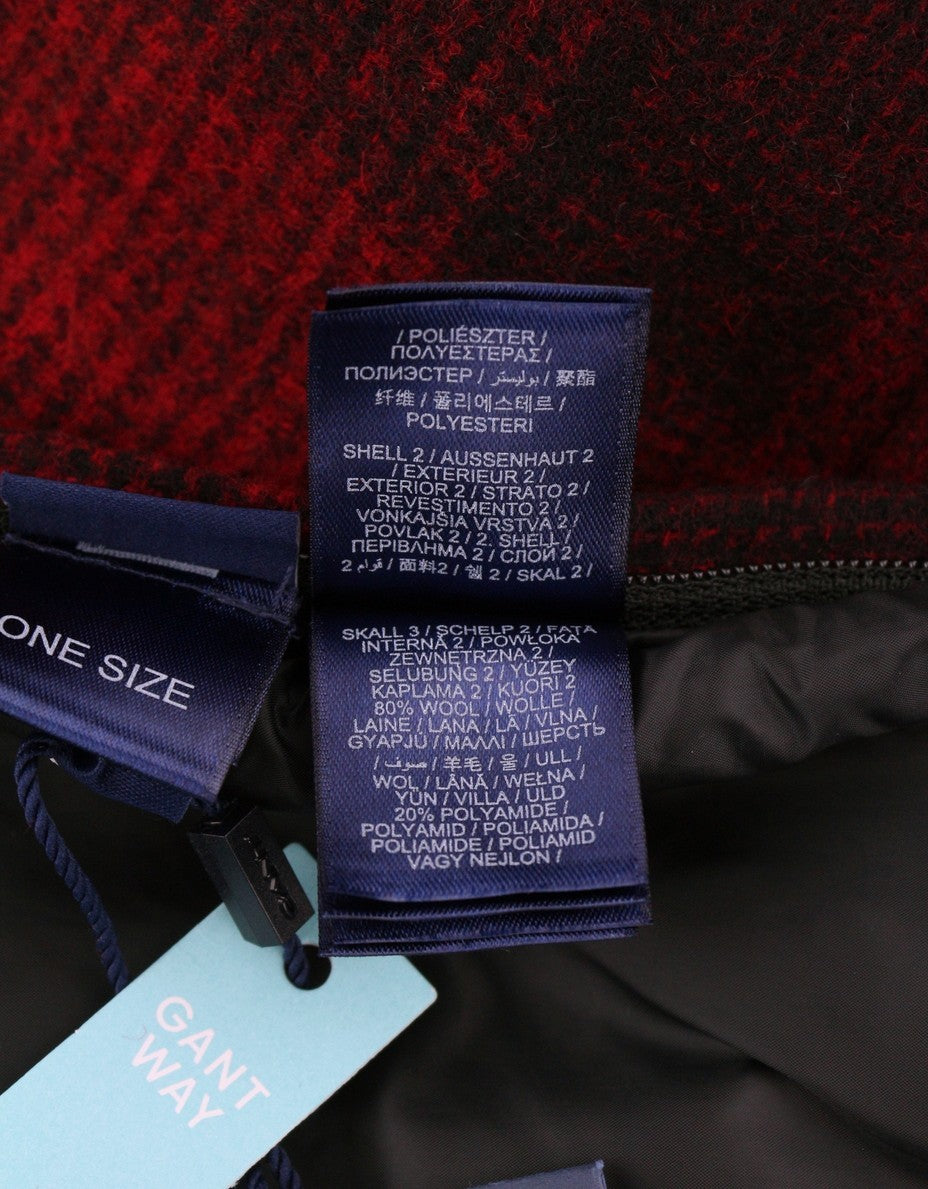 / POLIÉSZTER /
ΠΟΛΥΕΣΤΕΡΑΣ /
ПОЛИЭСТЕР / بوليستر / 聚酯
纤维 / 폴리에스테르 /
POLYESTERI
SHELL 2 / AUSSENHAUT 2
/ EXTERIEUR 2 /
EXTERIOR 2 / STRATO 2 /
REVESTIMENTO 2 /
VONKAJŠIA VRSTVA 2 /
POVLAK 2 / 2. SHELL /
ΠΕΡΙΒΛΗΜΑ 2 / СЛОЙ 2 /
قوام 2 / 面料2 / 쉘 2 / SKAL 2 /
SKALL 3 / SCHELP 2 / FAȚA
INTERNĂ 2 / POWŁOKA
ZEWNĘTRZNA 2 /
SELUBUNG 2 / YÜZEY
KAPLAMA 2 / KUORI 2
80% WOOL / WOLLE /
LAINE / LANA / LÃ / VLNA /
GYAPJÚ / ΜΑΛΛΙ / ШЕРСТЬ
/ صوف / 羊毛 / 울 / ULL /
WOL / LÂNĂ / WEŁNA /
YÜN / VILLA / ULD
20% POLYAMIDE /
POLYAMID / POLIAMIDA /
POLIAMIDE / POLIAMID
VAGY NEJLON /
ONE SIZE
GANT
WAY